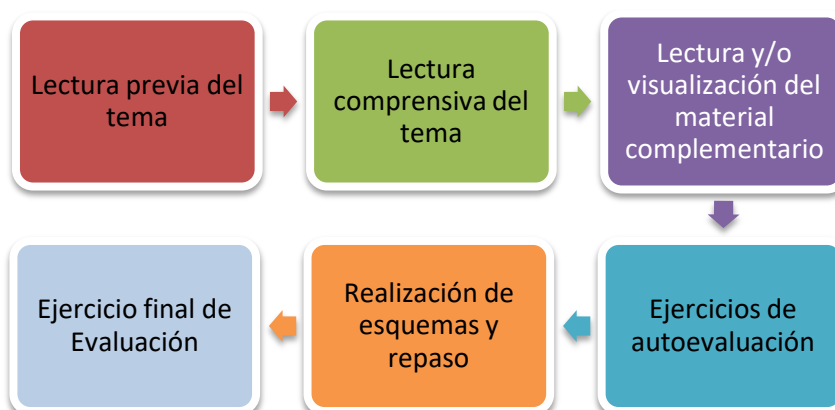 Lectura previa del
tema
Lectura
comprensiva del
tema
Lectura y/o
visualización del
material
complementario
Ejercicios de
autoevaluación
Realización de
esquemas y
repaso
Ejercicio final de
Evaluación